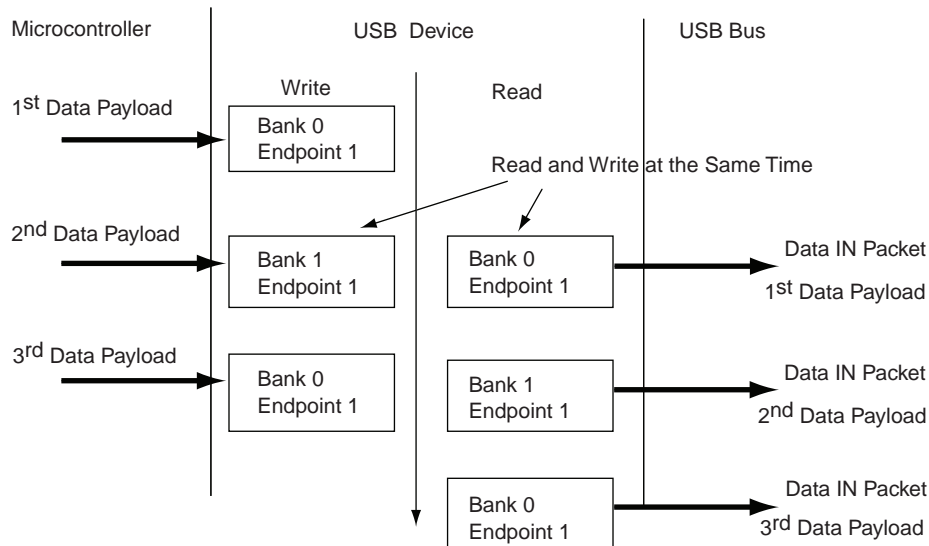 Microcontroller
USB Device
USB Bus
Write
Read
1st Data Payload
Bank 0
Endpoint 1
Read and Write at the Same Time
2nd Data Payload
Bank 1
Endpoint 1
Bank 0
Endpoint 1
Data IN Packet
1st Data Payload
3rd Data Payload
Bank 0
Endpoint 1
Bank 1
Endpoint 1
Data IN Packet
2nd Data Payload
Bank 0
Endpoint 1
Data IN Packet
3rd Data Payload